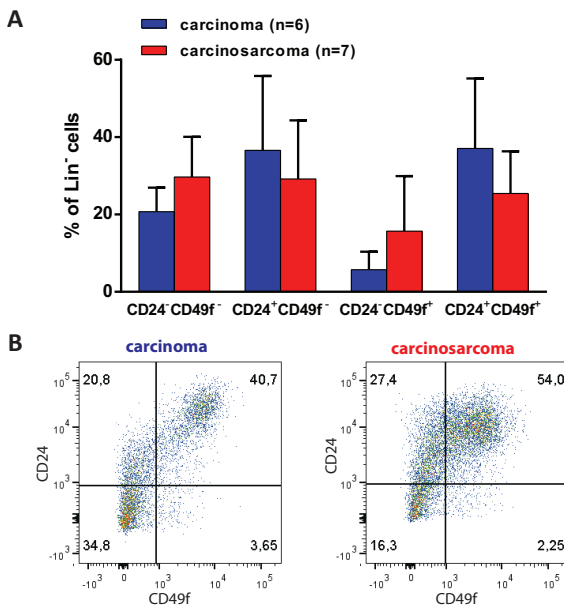 A
carcinoma (n=6)
carcinosarcoma (n=7)
% of Lin⁻ cells
60
40
20
0
CD24⁻CD49f⁻ CD24⁺CD49f⁻ CD24⁻CD49f⁺ CD24⁺CD49f⁺
B
carcinoma
carcinosarcoma
20,8 40,7
34,8 3,65
CD24
10⁵
10⁴
10³
-10³
-10³ 0 10³ 10⁴ 10⁵
CD49f
27,4 54,0
16,3 2,25
CD24
10⁵
10⁴
10³
-10³
-10³ 0 10³ 10⁴ 10⁵
CD49f